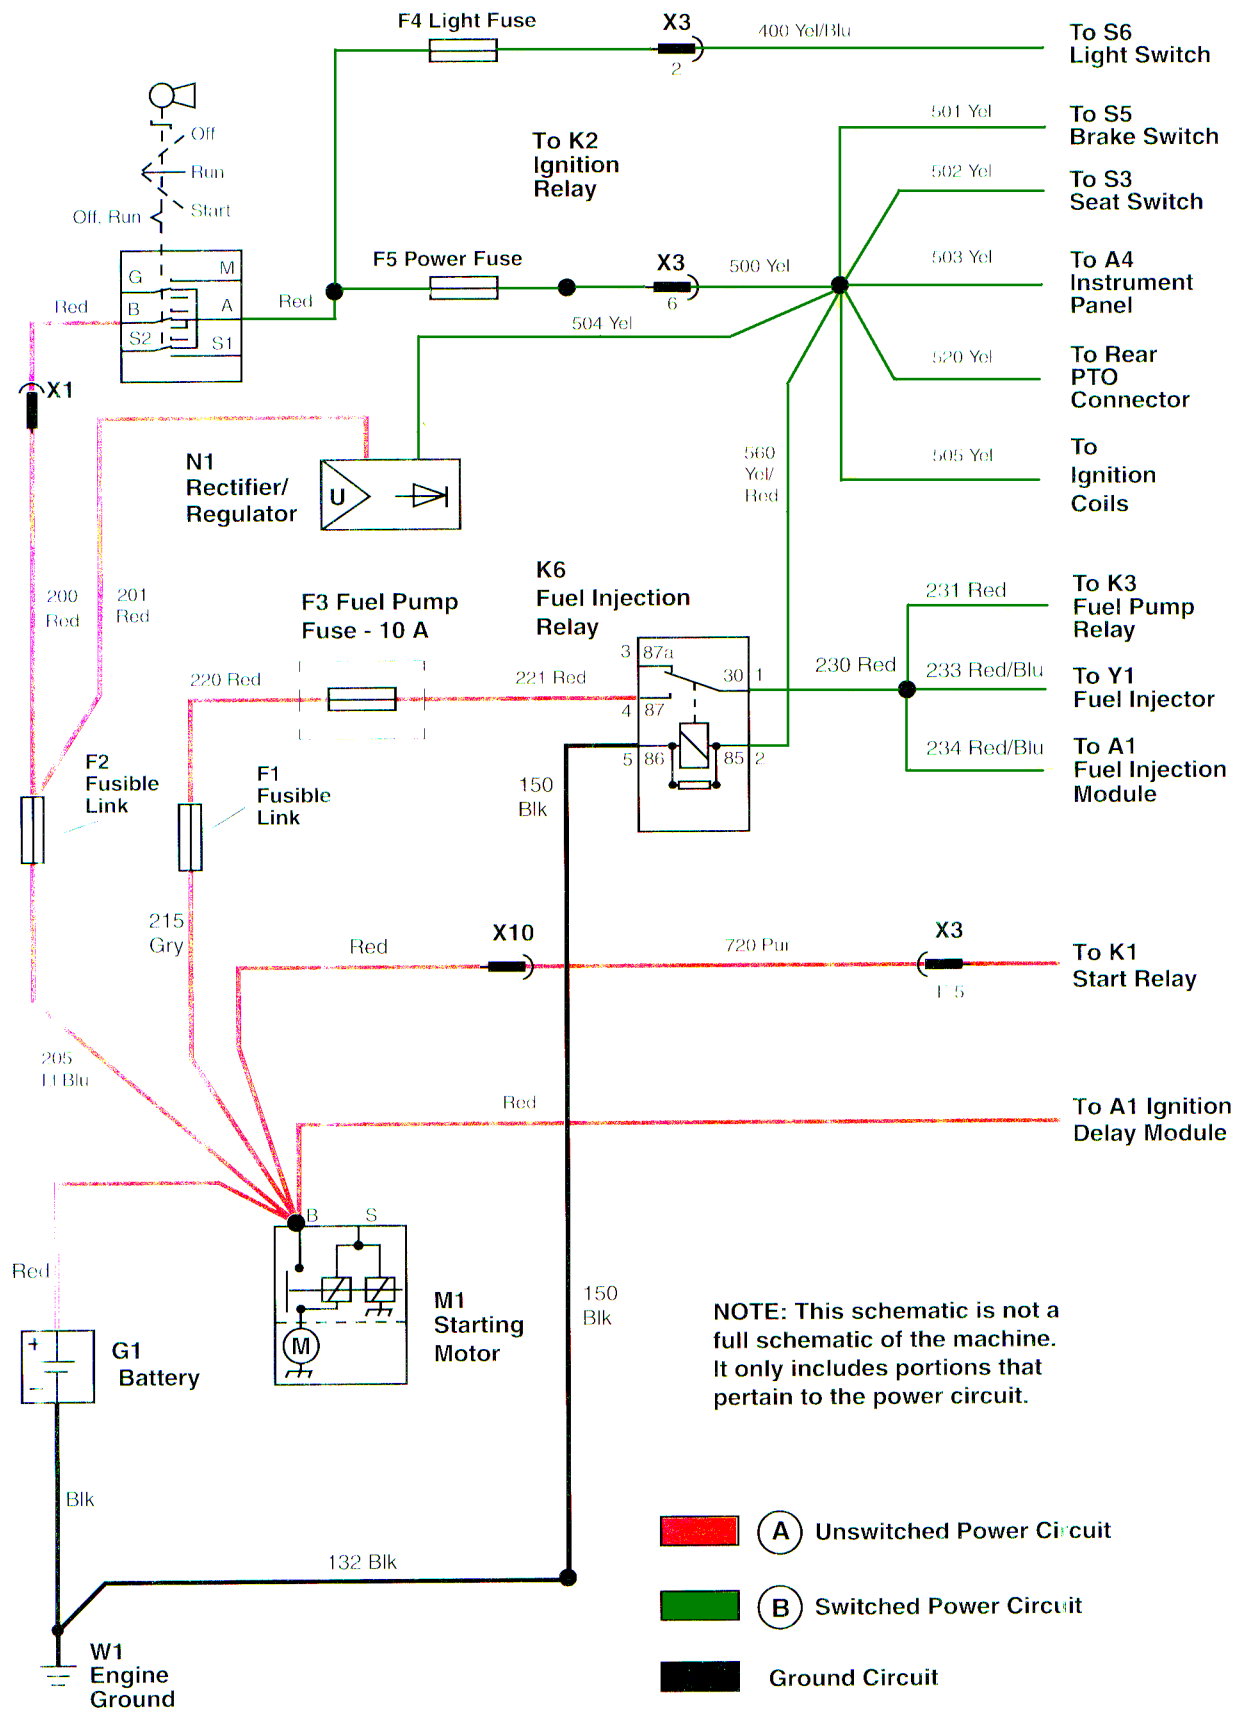 F4 Light Fuse
X3
2
400 Yel/Blu
To S6
Light Switch
Off
Run
Start
Off, Run
To K2
Ignition
Relay
501 Yel
To S5
Brake Switch
502 Yel
To S3
Seat Switch
G
M
B
A
S2
S1
Red
Red
F5 Power Fuse
X3
6
500 Yel
503 Yel
To A4
Instrument
Panel
504 Yel
520 Yel
To Rear
PTO
Connector
X1
N1
Rectifier/
Regulator
U
560
Yel/
Red
505 Yel
To
Ignition
Coils
200
Red
201
Red
F3 Fuel Pump
Fuse - 10 A
K6
Fuel Injection
Relay
231 Red
To K3
Fuel Pump
Relay
220 Red
221 Red
3
87a
30
1
4
87
5
86
85
2
230 Red
233 Red/Blu
To Y1
Fuel Injector
234 Red/Blu
To A1
Fuel Injection
Module
F2
Fusible
Link
F1
Fusible
Link
150
Blk
215
Gry
Red
X10
720 Pur
X3
5
To K1
Start Relay
205
Lt Blu
Red
To A1 Ignition
Delay Module
B
S
Red
M
M1
Starting
Motor
150
Blk
+
–
G1
Battery
NOTE: This schematic is not a
full schematic of the machine.
It only includes portions that
pertain to the power circuit.
Blk
132 Blk
A
Unswitched Power Circuit
B
Switched Power Circuit
W1
Engine
Ground
Ground Circuit